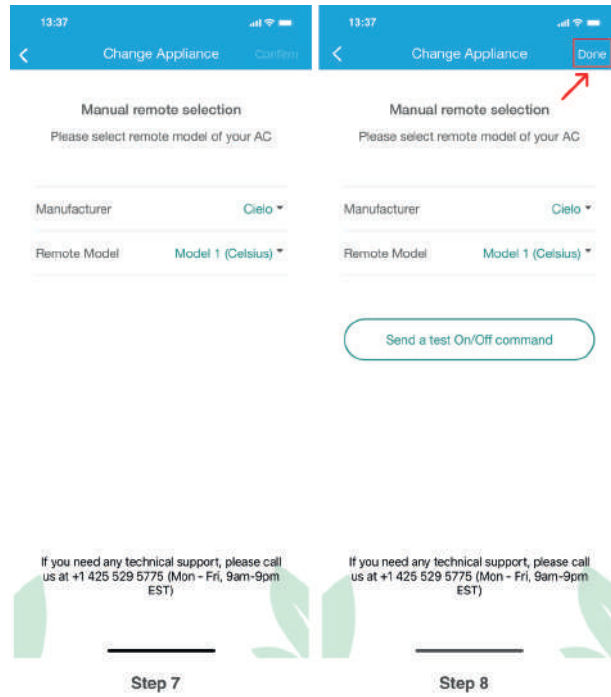 13:37
Change Appliance Confirm
Manual remote selection
Please select remote model of your AC
Manufacturer Cielo
Remote Model Model 1 (Celsius)
If you need any technical support, please call
us at +1 425 529 5775 (Mon - Fri, 9am-9pm
EST)
Step 7
13:37
Change Appliance Done
Manual remote selection
Please select remote model of your AC
Manufacturer Cielo
Remote Model Model 1 (Celsius)
Send a test On/Off command
If you need any technical support, please call
us at +1 425 529 5775 (Mon - Fri, 9am-9pm
EST)
Step 8